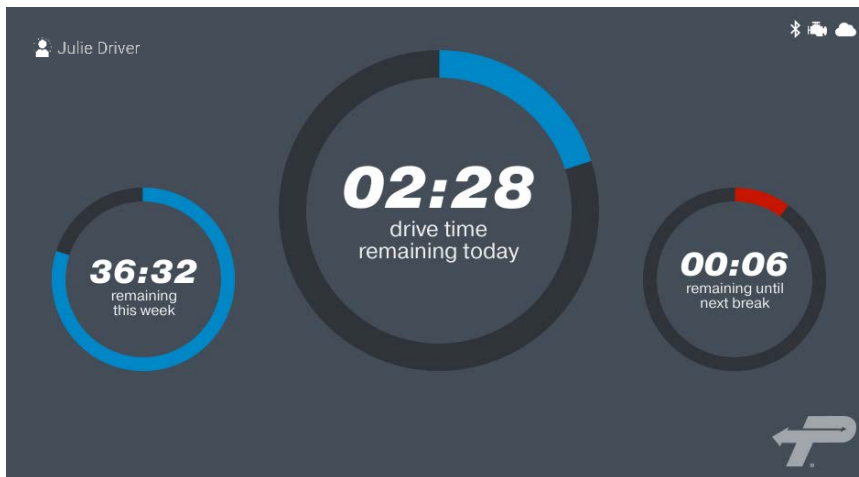 Julie Driver
02:28
drive time
remaining today
36:32
remaining
this week
00:06
remaining until
next break